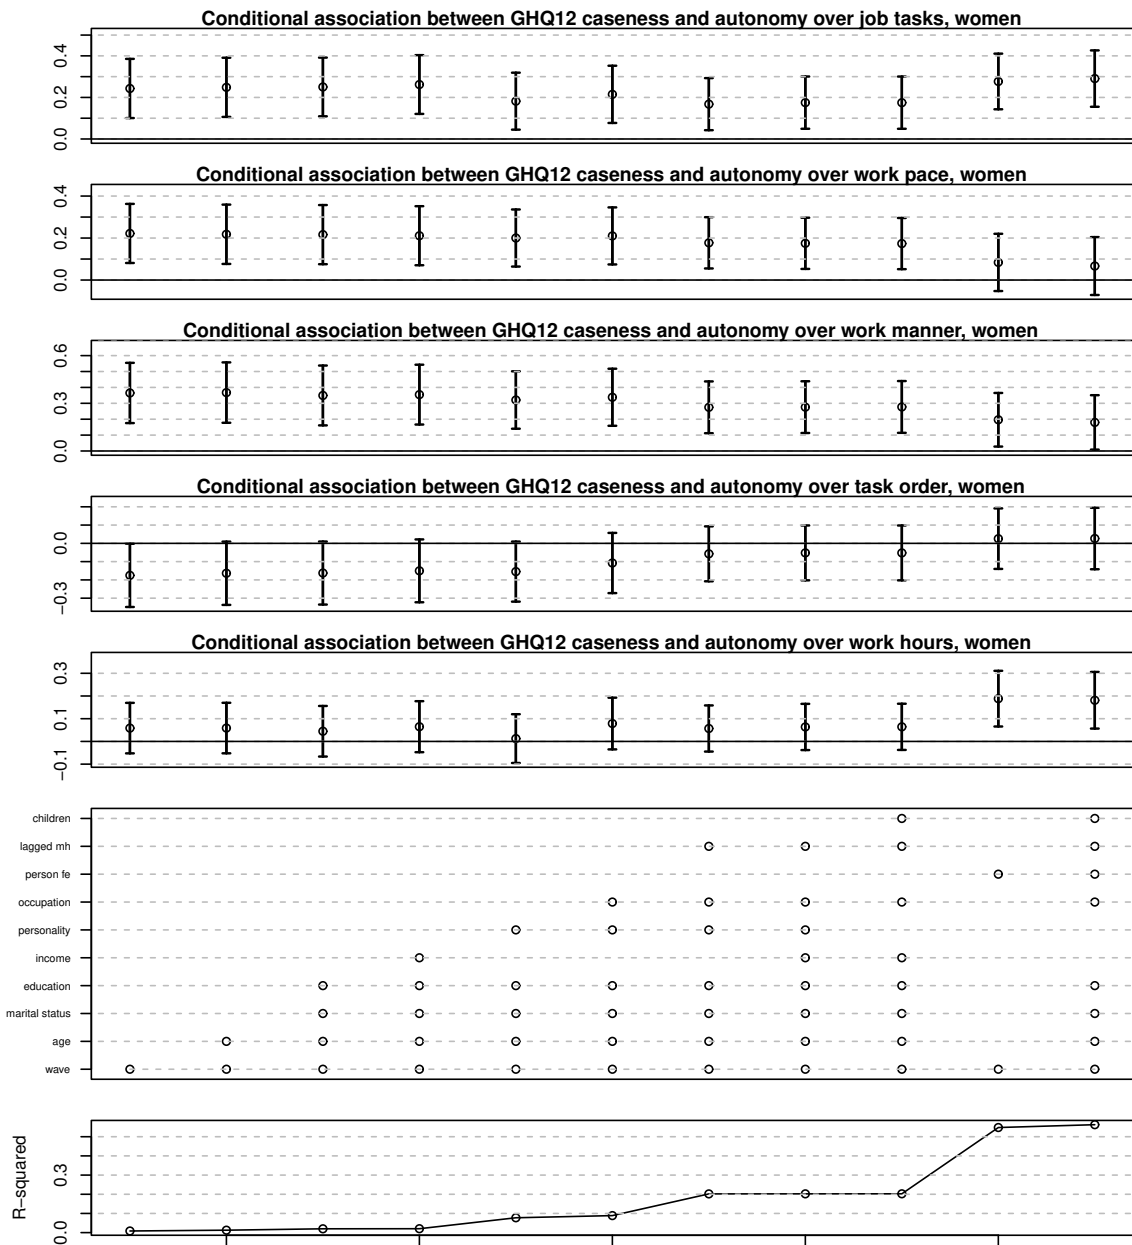 Conditional association between GHQ12 caseness and autonomy over job tasks, women
0.4
0.2
0.0
Conditional association between GHQ12 caseness and autonomy over work pace, women
0.4
0.2
0.0
Conditional association between GHQ12 caseness and autonomy over work manner, women
0.6
0.3
0.0
Conditional association between GHQ12 caseness and autonomy over task order, women
0.0
−0.3
Conditional association between GHQ12 caseness and autonomy over work hours, women
0.3
0.1
−0.1
children
lagged mh
person fe
occupation
personality
income
education
marital status
age
wave
R−squared
0.3
0.0